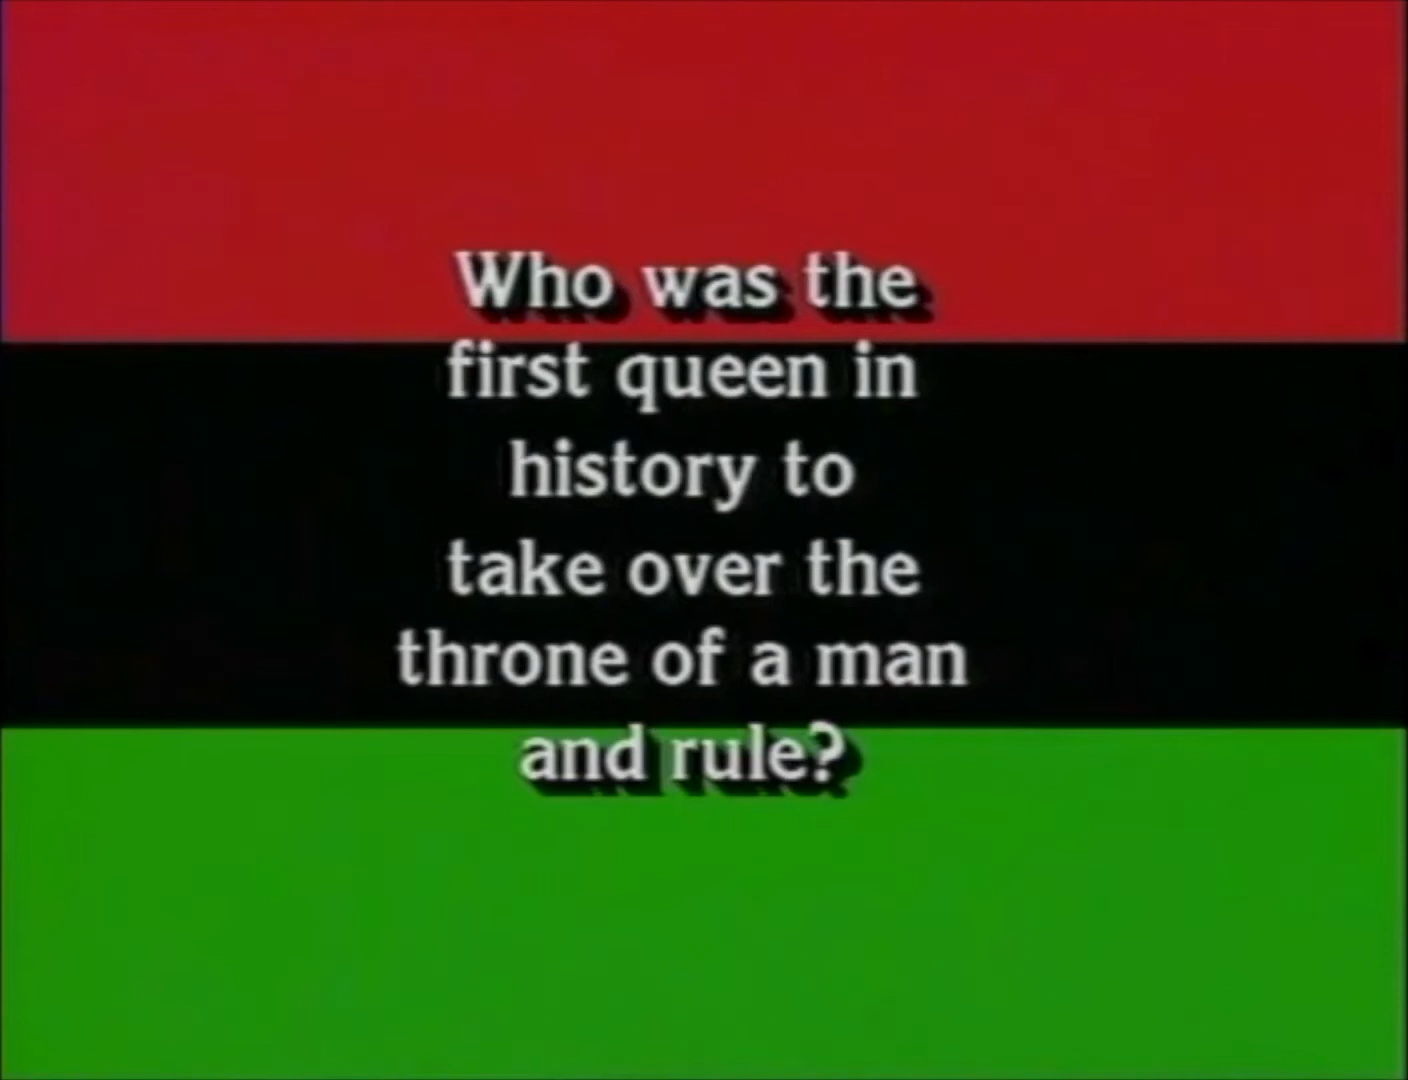 Who was the
first queen in
history to
take over the
throne of a man
and rule?